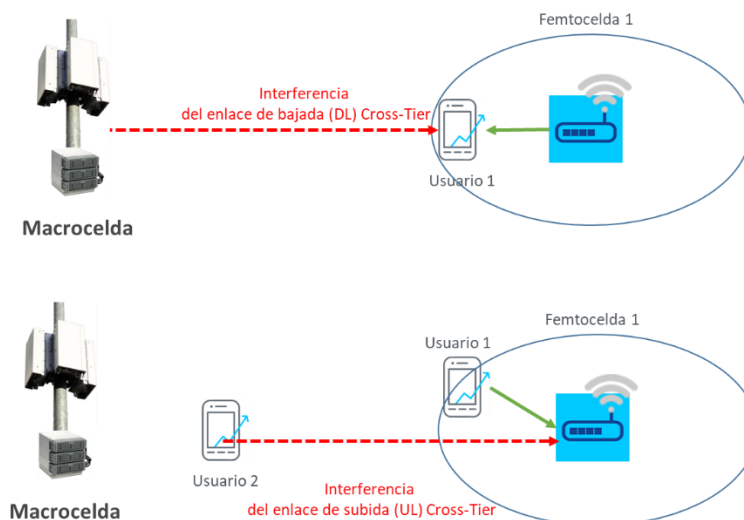 Femtocelda 1
Interferencia
del enlace de bajada (DL) Cross-Tier
Usuario 1
Macrocelda
Femtocelda 1
Usuario 1
Usuario 2
Interferencia
del enlace de subida (UL) Cross-Tier
Macrocelda